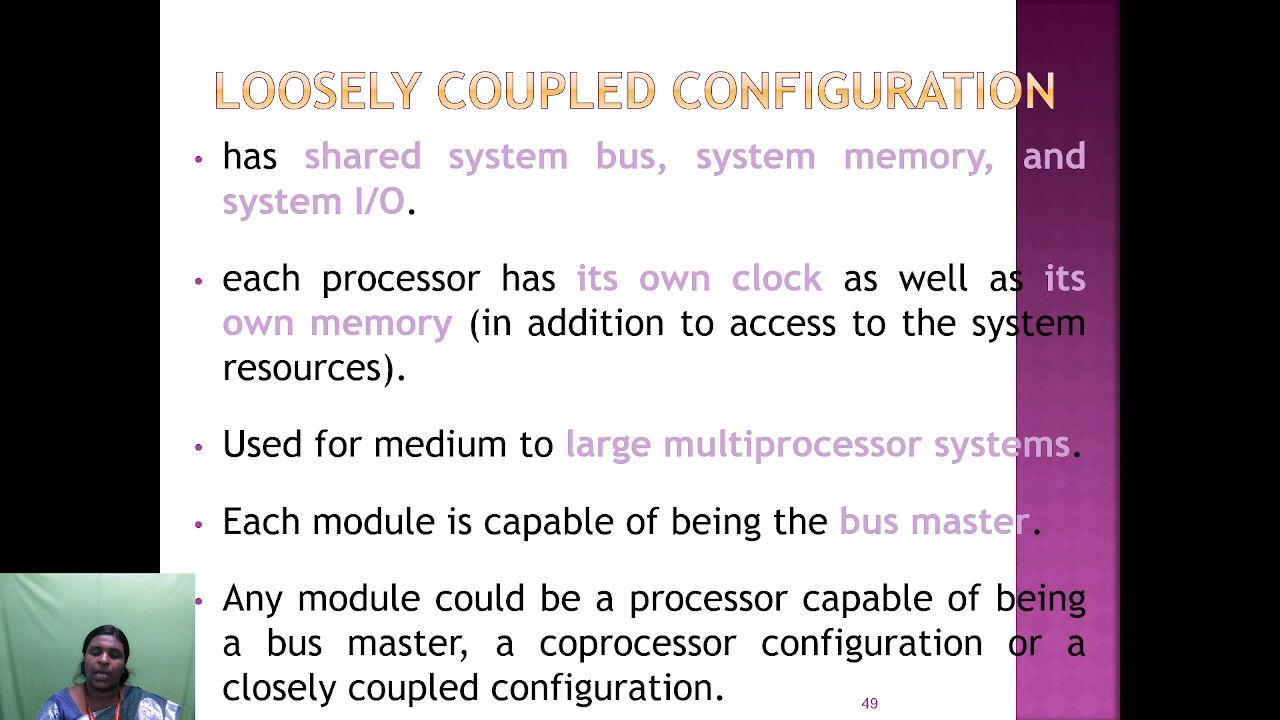 LOOSELY COUPLED CONFIGURATION
• has shared system bus, system memory, and
system I/O.
• each processor has its own clock as well as its
own memory (in addition to access to the system
resources).
• Used for medium to large multiprocessor systems.
• Each module is capable of being the bus master.
• Any module could be a processor capable of being
a bus master, a coprocessor configuration or a
closely coupled configuration.
49